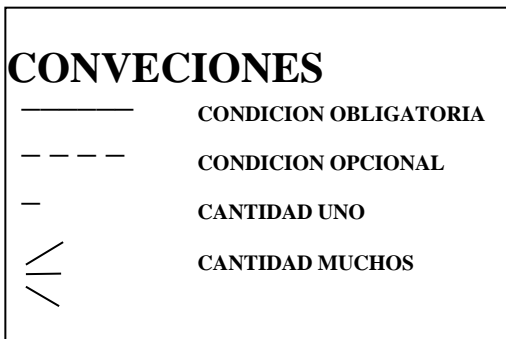 CONVECIONES
CONDICION OBLIGATORIA
CONDICION OPCIONAL
CANTIDAD UNO
CANTIDAD MUCHOS